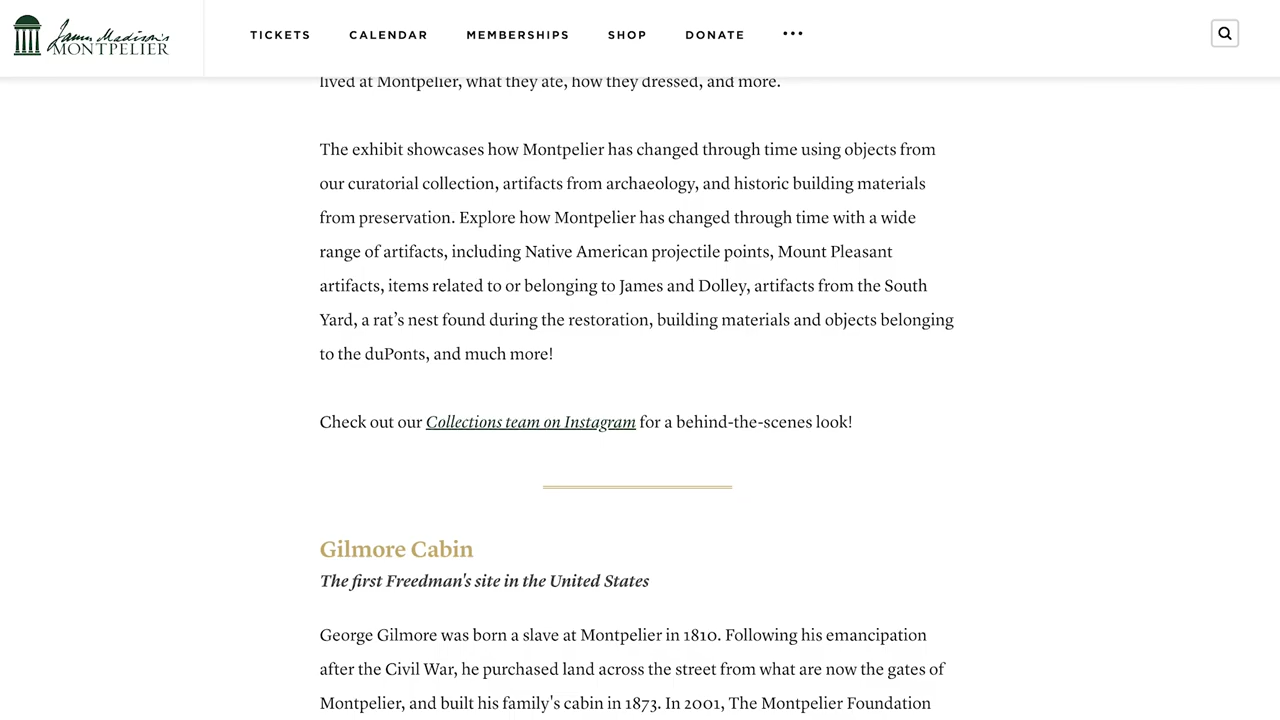 James Madison's
MONTPELIER
TICKETS CALENDAR MEMBERSHIPS SHOP DONATE •••
lived at Montpelier, what they ate, how they dressed, and more.
The exhibit showcases how Montpelier has changed through time using objects from
our curatorial collection, artifacts from archaeology, and historic building materials
from preservation. Explore how Montpelier has changed through time with a wide
range of artifacts, including Native American projectile points, Mount Pleasant
artifacts, items related to or belonging to James and Dolley, artifacts from the South
Yard, a rat’s nest found during the restoration, building materials and objects belonging
to the duPonts, and much more!
Check out our Collections team on Instagram for a behind-the-scenes look!
Gilmore Cabin
The first Freedman's site in the United States
George Gilmore was born a slave at Montpelier in 1810. Following his emancipation
after the Civil War, he purchased land across the street from what are now the gates of
Montpelier, and built his family's cabin in 1873. In 2001, The Montpelier Foundation